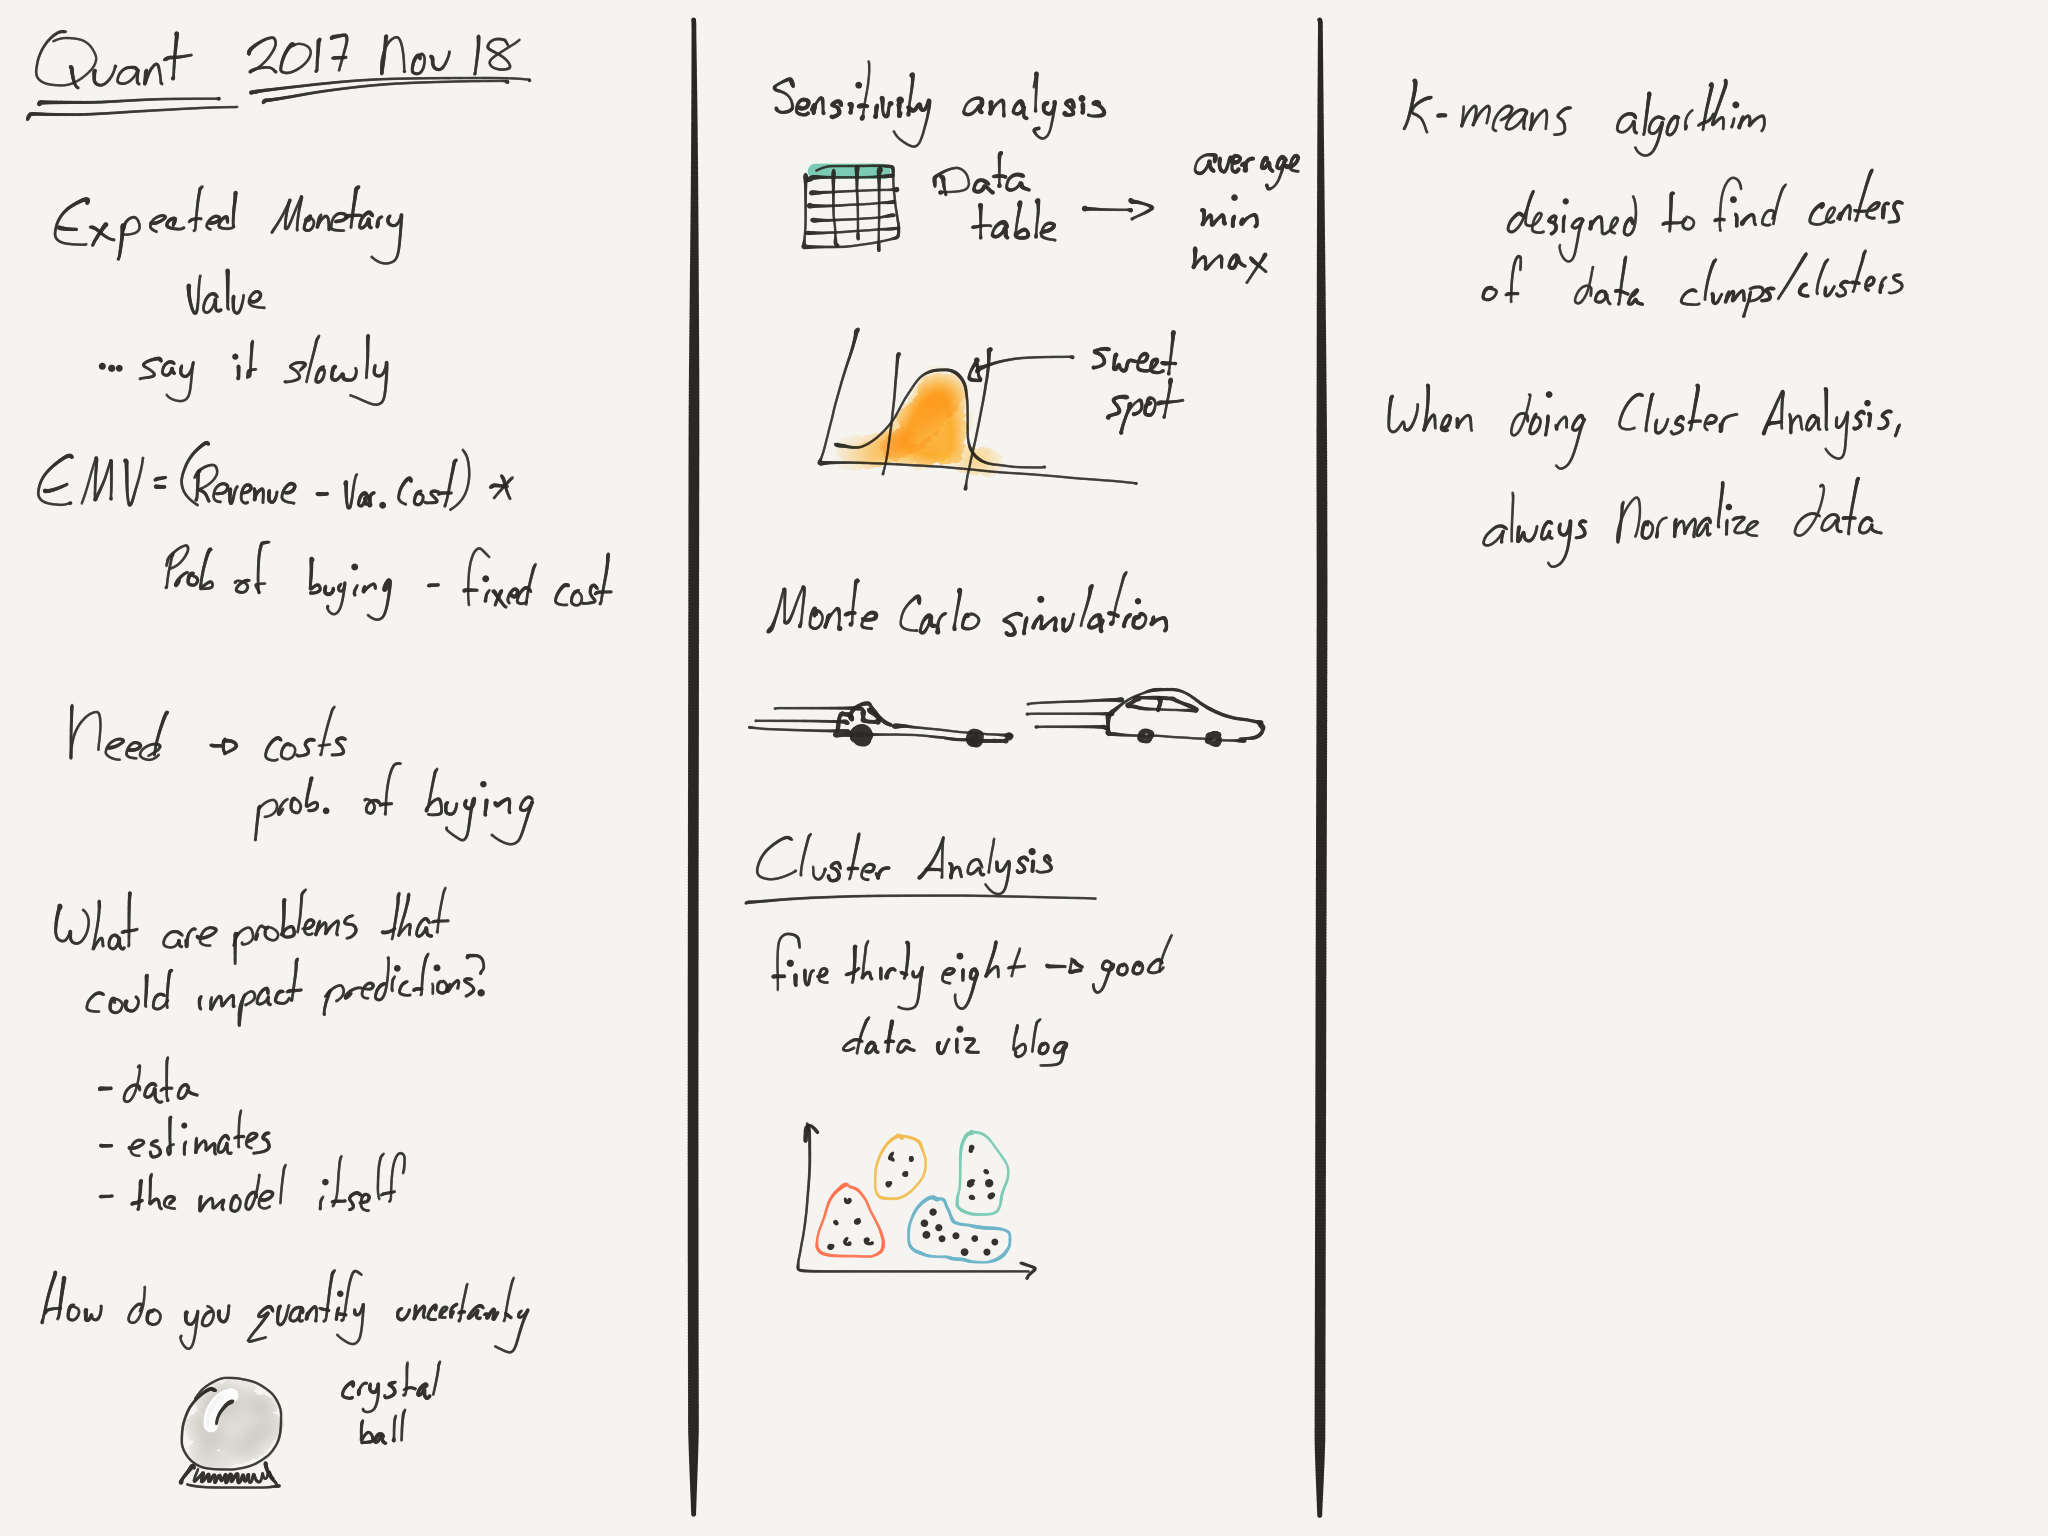 Quant 2017 Nov 18
Expected Monetary
Value
... say it slowly
EMV = (Revenue - Var. Cost) *
Prob of buying - fixed cost
Need → costs
prob. of buying
What are problems that
could impact predictions?
- data
- estimates
- the model itself
How do you quantify uncertanty
crystal
ball
Sensitivity analysis
Data
table →
average
min
max
sweet
spot
Monte Carlo simulation
Cluster Analysis
five thirty eight → good
data viz blog
K-means algorthim
designed to find centers
of data clumps/clusters
When doing Cluster Analysis,
always Normalize data